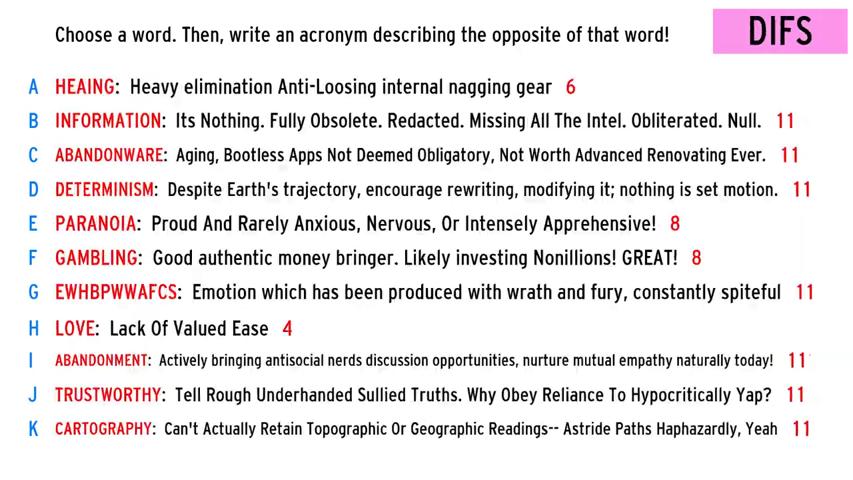 Choose a word. Then, write an acronym describing the opposite of that word!
DIFS
A HEAING: Heavy elimination Anti-Loosing internal nagging gear 6
B INFORMATION: Its Nothing. Fully Obsolete. Redacted. Missing All The Intel. Obliterated. Null. 11
C ABANDONWARE: Aging, Bootless Apps Not Deemed Obligatory, Not Worth Advanced Renovating Ever. 11
D DETERMINISM: Despite Earth's trajectory, encourage rewriting, modifying it; nothing is set motion. 11
E PARANOIA: Proud And Rarely Anxious, Nervous, Or Intensely Apprehensive! 8
F GAMBLING: Good authentic money bringer. Likely investing Nonillions! GREAT! 8
G EWHBPWWAFCS: Emotion which has been produced with wrath and fury, constantly spiteful 11
H LOVE: Lack Of Valued Ease 4
I ABANDONMENT: Actively bringing antisocial nerds discussion opportunities, nurture mutual empathy naturally today! 11
J TRUSTWORTHY: Tell Rough Underhanded Sullied Truths. Why Obey Reliance To Hypocritically Yap? 11
K CARTOGRAPHY: Can't Actually Retain Topographic Or Geographic Readings-- Astride Paths Haphazardly, Yeah 11